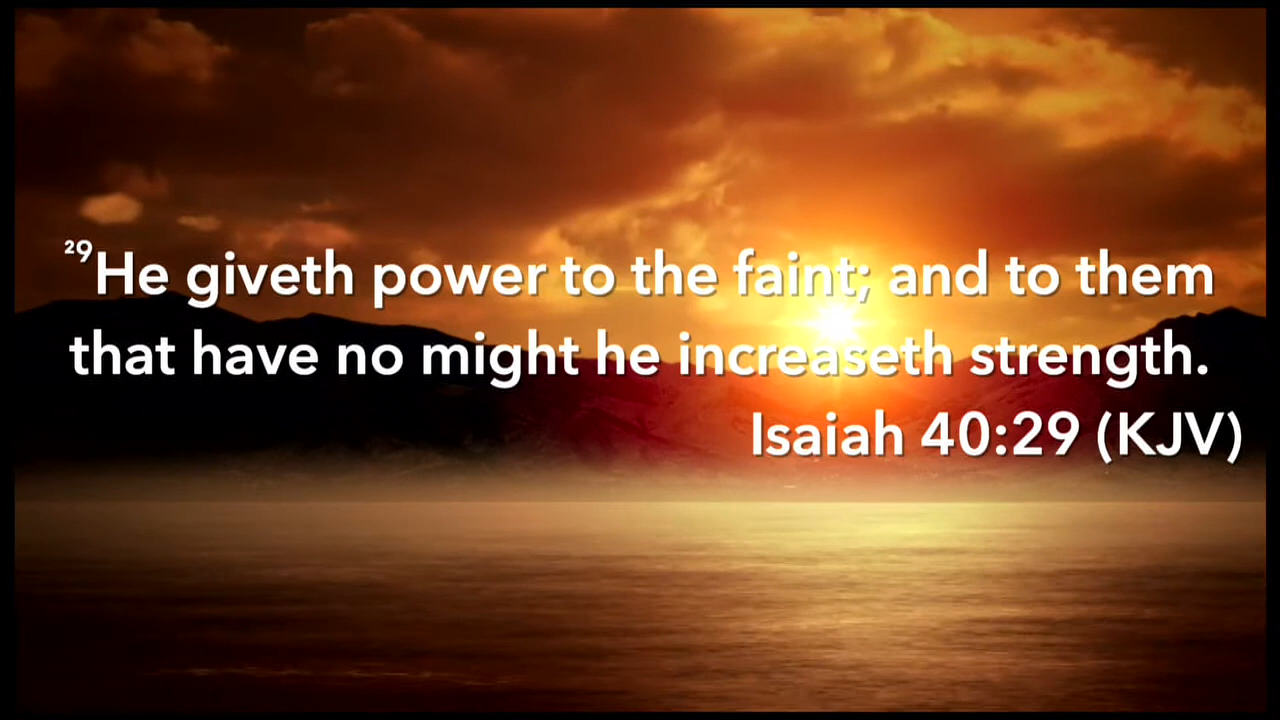 ²⁹He giveth power to the faint; and to them
that have no might he increaseth strength.
Isaiah 40:29 (KJV)